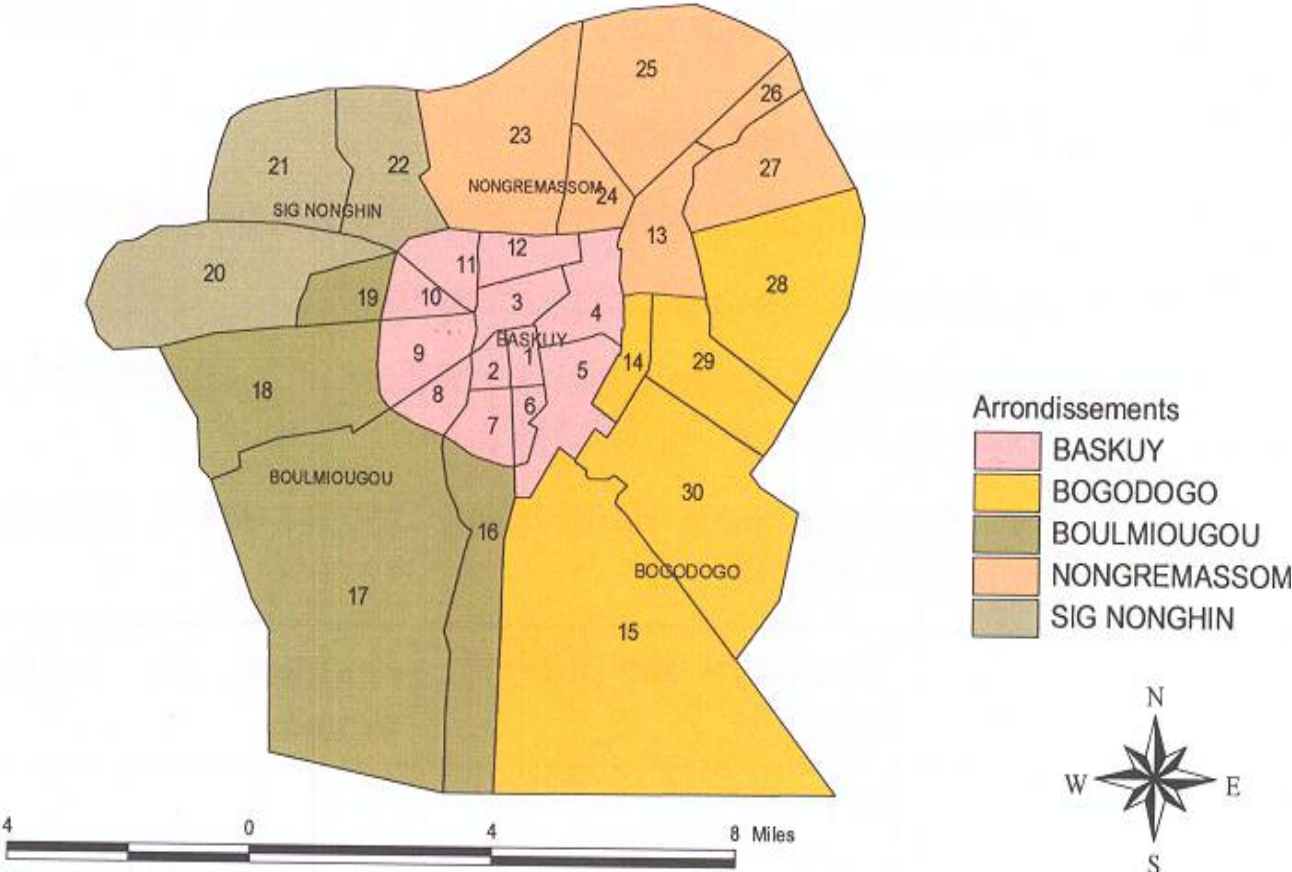 25
26
23
21
22
27
NONGREMASSOM
24
SIG NONGHIN
13
12
11
20
28
19
10
3
4
BASKUY
9
1
14
29
2
5
18
8
6
7
BOULMIOUGOU
30
16
BOGODOGO
17
15
Arrondissements
BASKUY
BOGODOGO
BOULMIOUGOU
NONGREMASSOM
SIG NONGHIN
N
W E
S
4 0 4 8 Miles